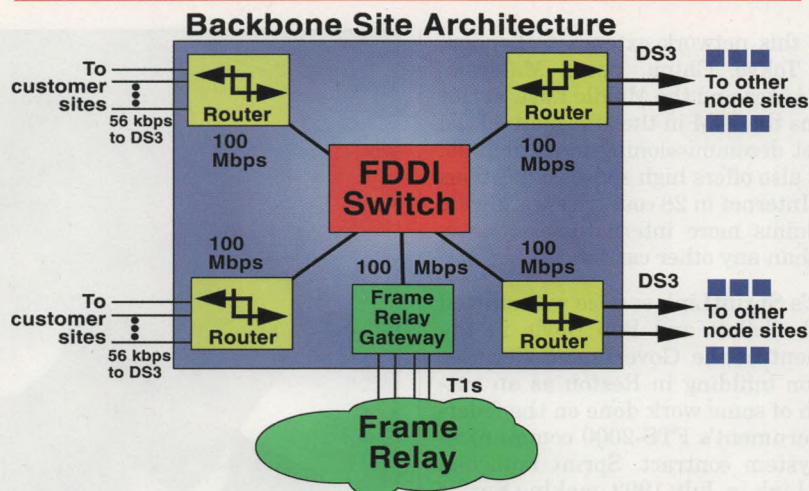 Backbone Site Architecture
To
customer
sites
56 kbps
to DS3
Router
100
Mbps
Router
100
Mbps
DS3
To other
node sites
FDDI
Switch
To
customer
sites
56 kbps
to DS3
100
Mbps
Router
100 Mbps
Frame
Relay
Gateway
100
Mbps
Router
DS3
To other
node sites
T1s
Frame
Relay